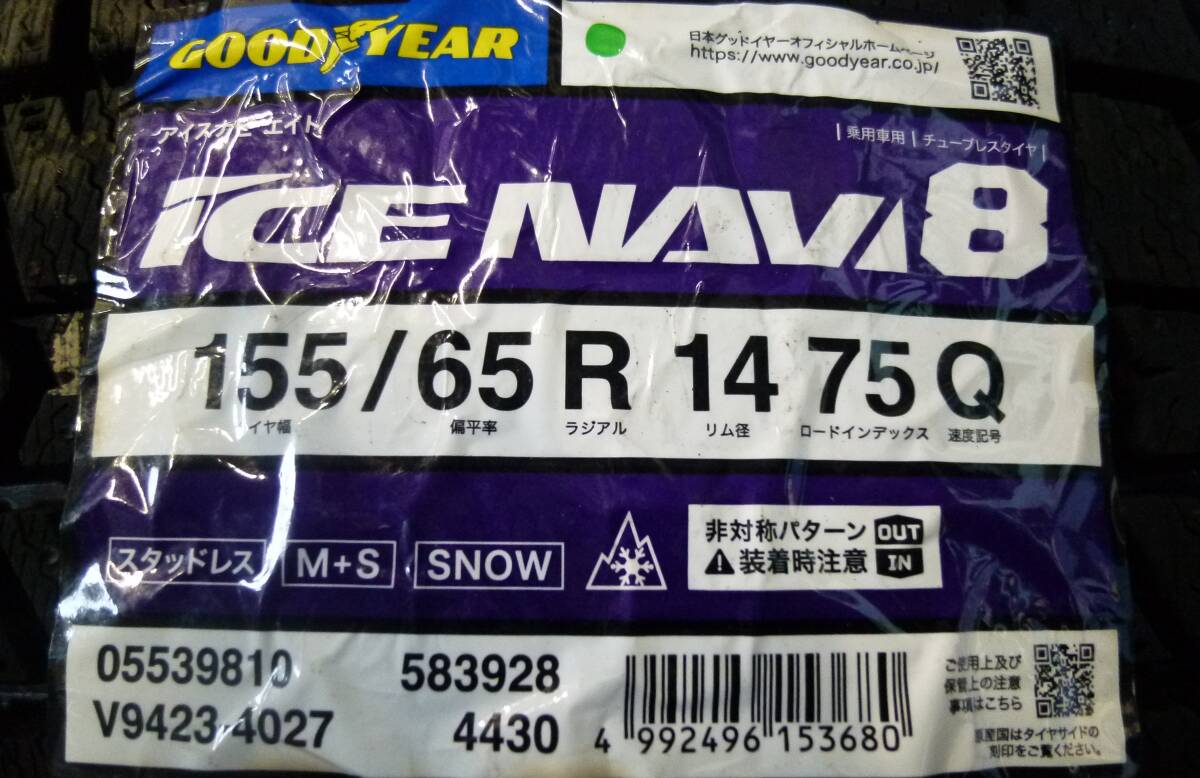 GOOD YEAR
日本グッドイヤーオフィシャルホームページ
https://www.goodyear.co.jp/
アイスナビ エイト
乗用車用 | チューブレスタイヤ
ICE NAVI 8
155/65 R 14 75 Q
イヤ幅 偏平率 ラジアル リム径 ロードインデックス 速度記号
スタッドレス M+S SNOW
非対称パターン OUT
装着時注意 IN
05539810 583928
V9423-4027 4430
4 992496 153680
ご使用上及び
保管上の注意
事項はこちら
原産国はタイヤサイドの
刻印をご覧ください。